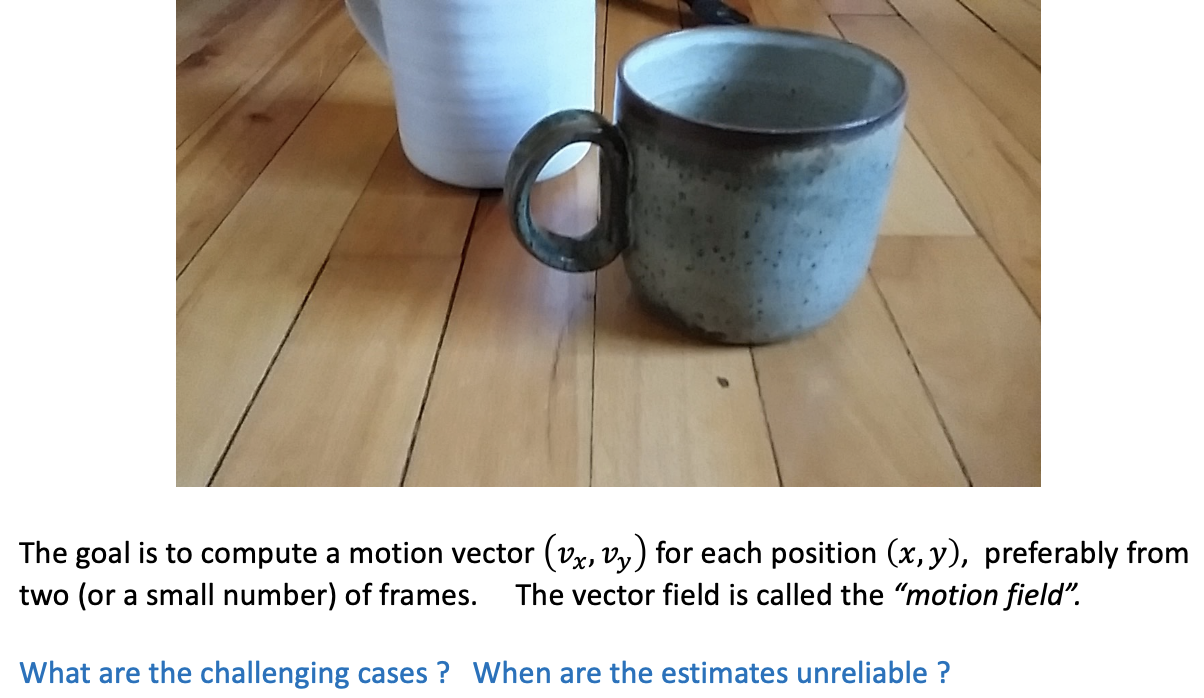 The goal is to compute a motion vector (vₓ, vᵧ) for each position (x, y), preferably from
two (or a small number) of frames. The vector field is called the “motion field”.
What are the challenging cases ? When are the estimates unreliable ?